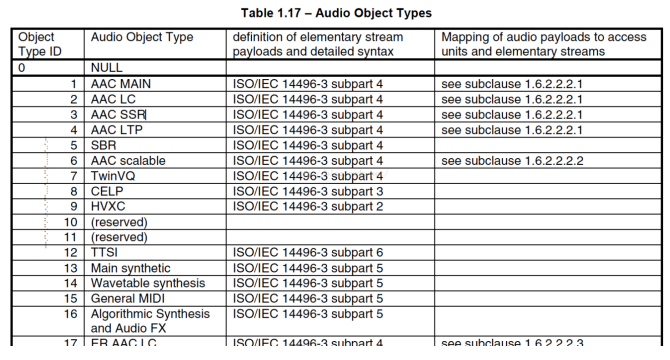 Table 1.17 – Audio Object Types
Object Type ID | Audio Object Type | definition of elementary stream payloads and detailed syntax | Mapping of audio payloads to access units and elementary streams
0 | NULL
1 | AAC MAIN | ISO/IEC 14496-3 subpart 4 | see subclause 1.6.2.2.2.1
2 | AAC LC | ISO/IEC 14496-3 subpart 4 | see subclause 1.6.2.2.2.1
3 | AAC SSR | ISO/IEC 14496-3 subpart 4 | see subclause 1.6.2.2.2.1
4 | AAC LTP | ISO/IEC 14496-3 subpart 4 | see subclause 1.6.2.2.2.1
5 | SBR | ISO/IEC 14496-3 subpart 4
6 | AAC scalable | ISO/IEC 14496-3 subpart 4 | see subclause 1.6.2.2.2.2
7 | TwinVQ | ISO/IEC 14496-3 subpart 4
8 | CELP | ISO/IEC 14496-3 subpart 3
9 | HVXC | ISO/IEC 14496-3 subpart 2
10 | (reserved)
11 | (reserved)
12 | TTSI | ISO/IEC 14496-3 subpart 6
13 | Main synthetic | ISO/IEC 14496-3 subpart 5
14 | Wavetable synthesis | ISO/IEC 14496-3 subpart 5
15 | General MIDI | ISO/IEC 14496-3 subpart 5
16 | Algorithmic Synthesis and Audio FX | ISO/IEC 14496-3 subpart 5
17 | ER AAC LC | ISO/IEC 14496-3 subpart 4 | see subclause 1.6.2.2.2.3